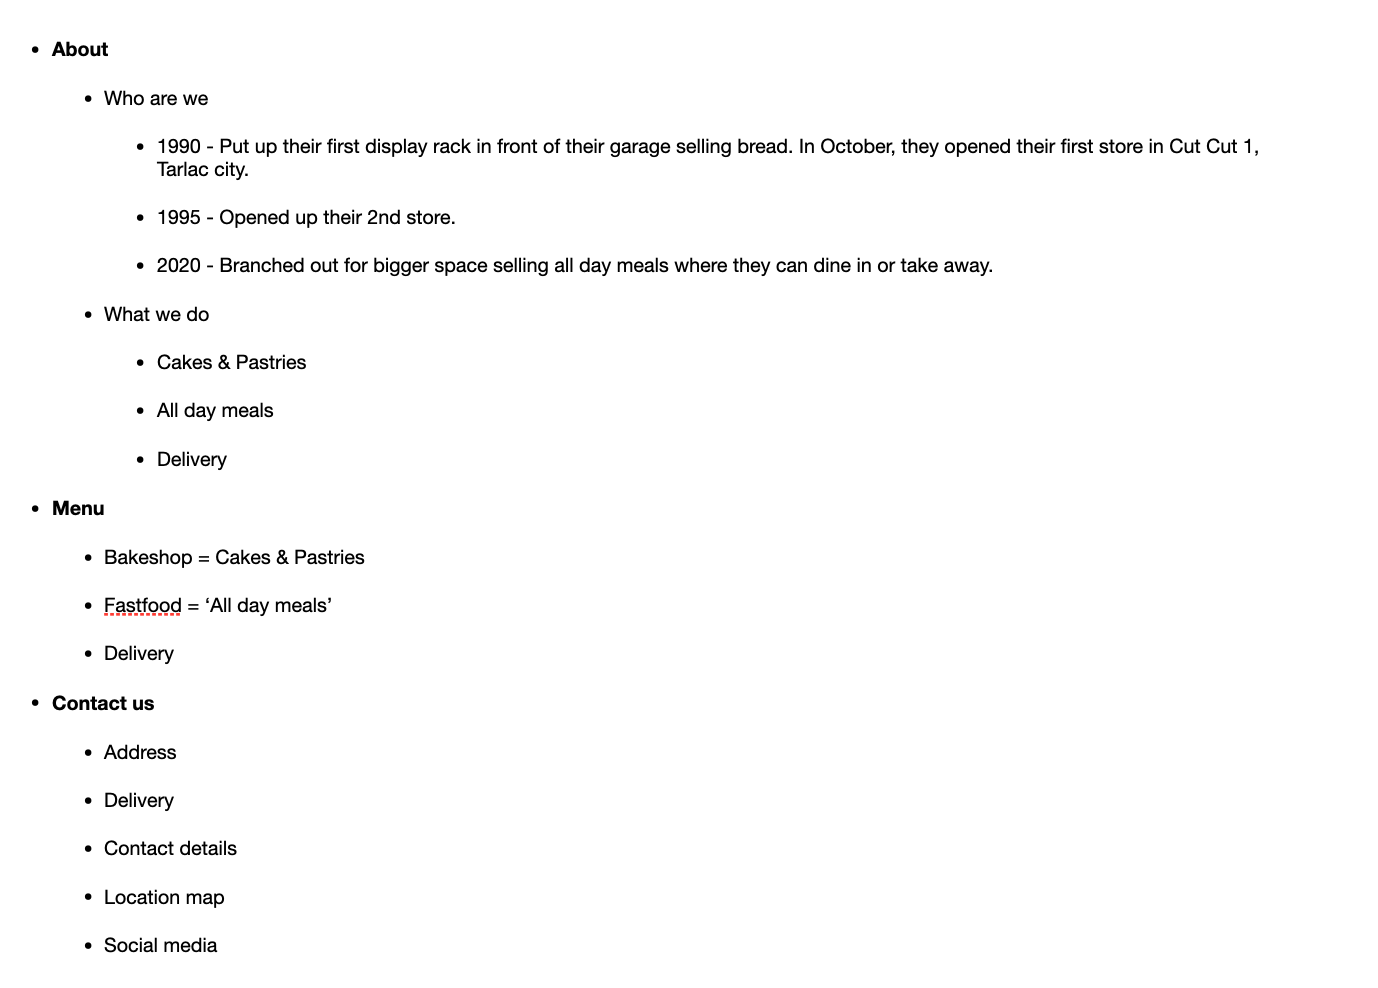 • About
• Who are we
• 1990 - Put up their first display rack in front of their garage selling bread. In October, they opened their first store in Cut Cut 1,
Tarlac city.
• 1995 - Opened up their 2nd store.
• 2020 - Branched out for bigger space selling all day meals where they can dine in or take away.
• What we do
• Cakes & Pastries
• All day meals
• Delivery
• Menu
• Bakeshop = Cakes & Pastries
• Fastfood = ‘All day meals’
• Delivery
• Contact us
• Address
• Delivery
• Contact details
• Location map
• Social media